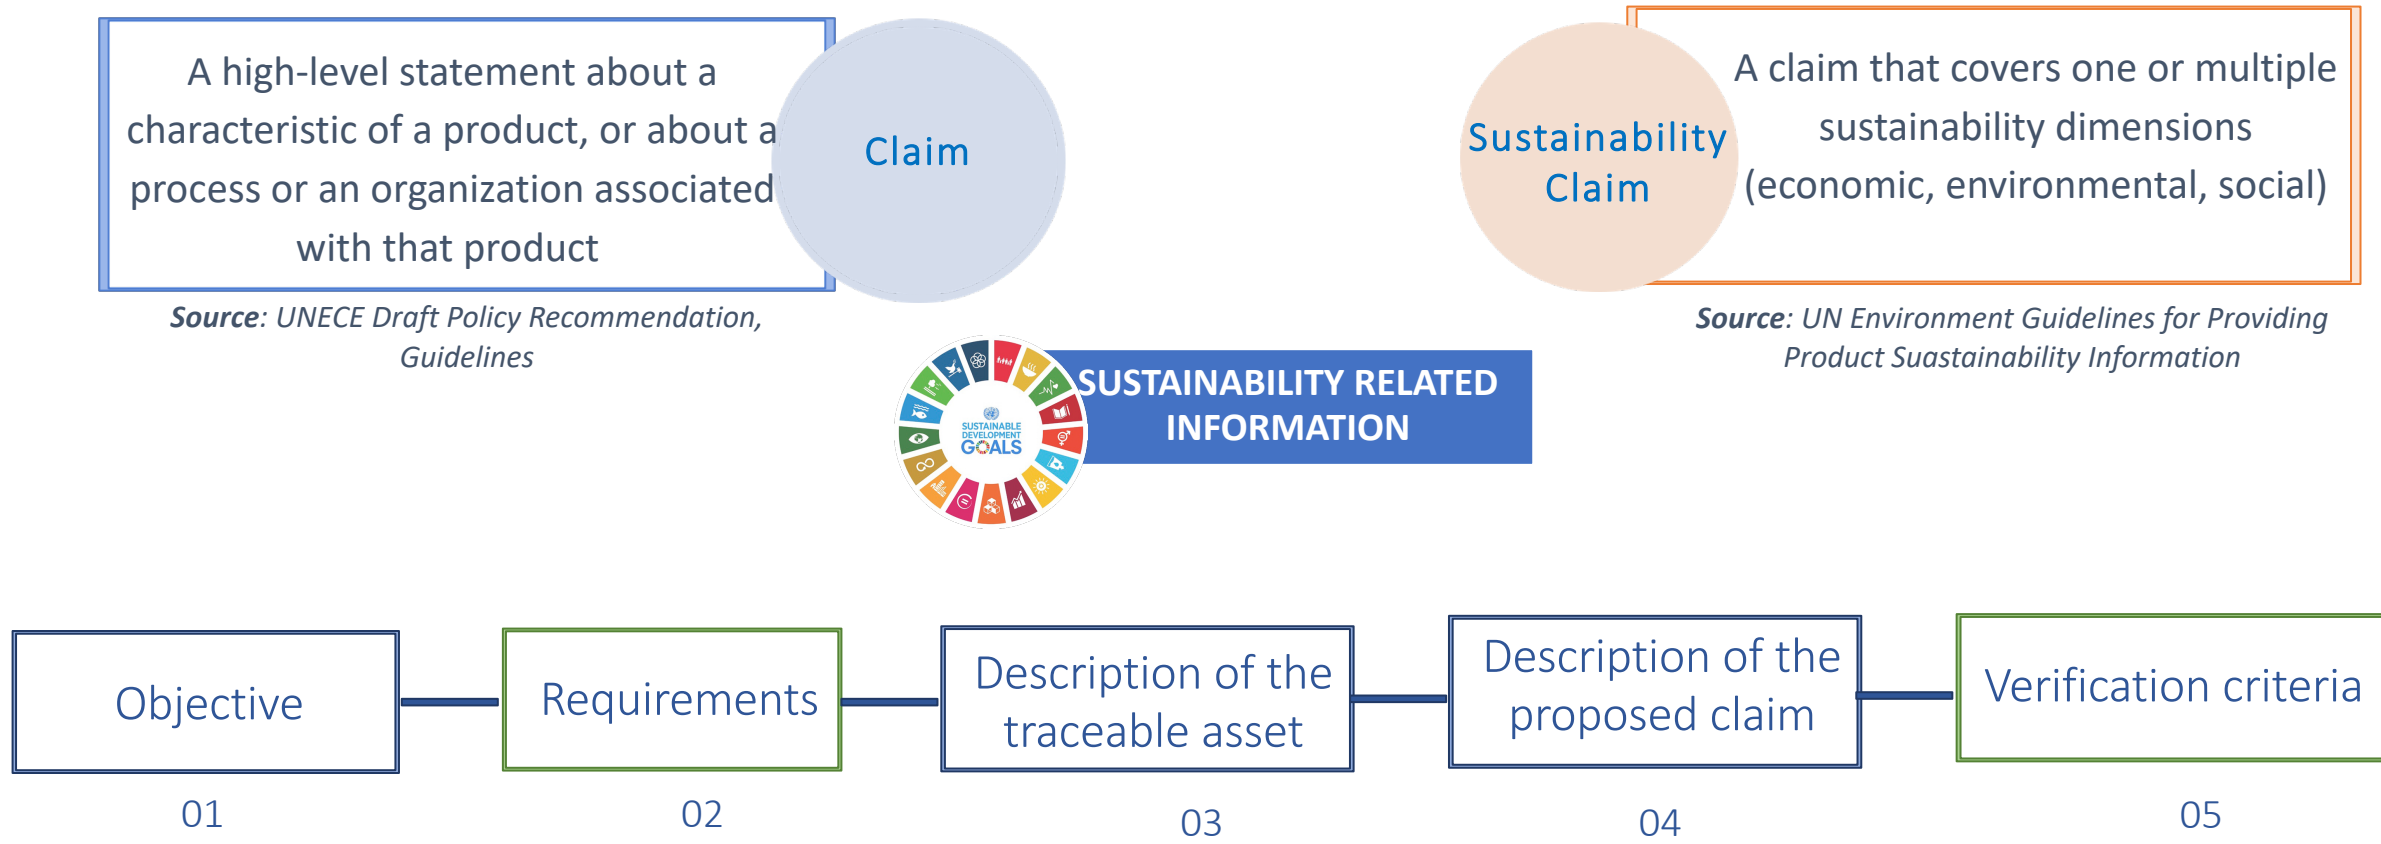 A high-level statement about a
characteristic of a product, or about a
process or an organization associated
with that product
Claim
Source: UNECE Draft Policy Recommendation,
Guidelines
Sustainability
Claim
A claim that covers one or multiple
sustainability dimensions
(economic, environmental, social)
Source: UN Environment Guidelines for Providing
Product Suastainability Information
SUSTAINABLE
DEVELOPMENT
GOALS
SUSTAINABILITY RELATED
INFORMATION
Objective
Requirements
Description of the
traceable asset
Description of the
proposed claim
Verification criteria
01
02
03
04
05